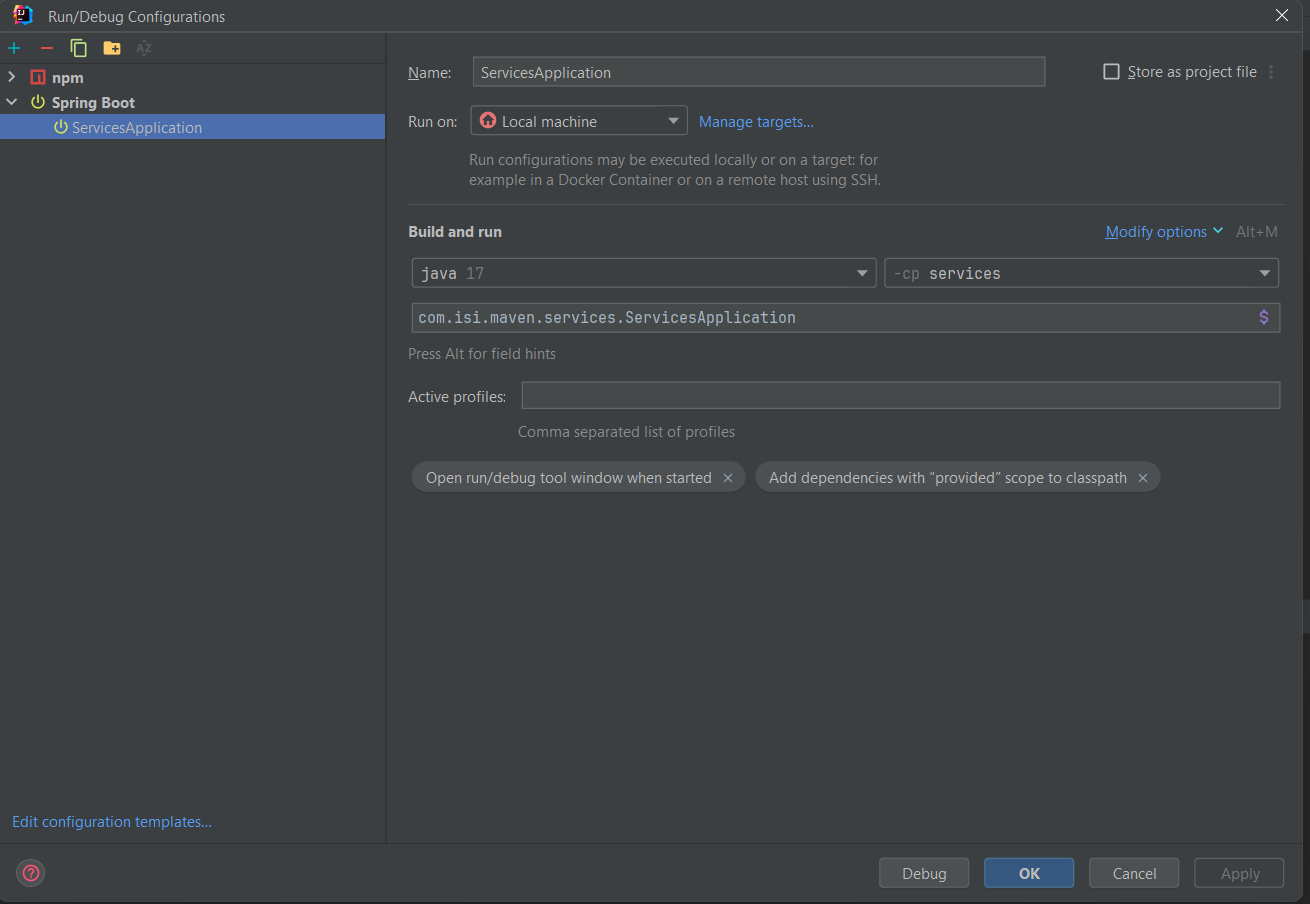 Run/Debug Configurations
AZ
npm
Spring Boot
ServicesApplication
Edit configuration templates...
Name: ServicesApplication Store as project file
Run on: Local machine Manage targets...
Run configurations may be executed locally or on a target: for
example in a Docker Container or on a remote host using SSH.
Build and run Modify options Alt+M
java 17 -cp services
com.isi.maven.services.ServicesApplication $
Press Alt for field hints
Active profiles:
Comma separated list of profiles
Open run/debug tool window when started × Add dependencies with “provided” scope to classpath ×
? Debug OK Cancel Apply